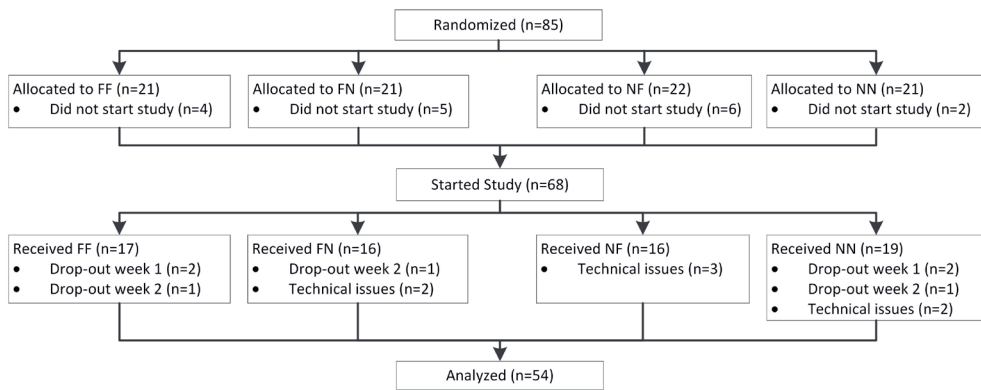 Randomized (n=85)
Allocated to FF (n=21)
• Did not start study (n=4)
Allocated to FN (n=21)
• Did not start study (n=5)
Allocated to NF (n=22)
• Did not start study (n=6)
Allocated to NN (n=21)
• Did not start study (n=2)
Started Study (n=68)
Received FF (n=17)
• Drop-out week 1 (n=2)
• Drop-out week 2 (n=1)
Received FN (n=16)
• Drop-out week 2 (n=1)
• Technical issues (n=2)
Received NF (n=16)
• Technical issues (n=3)
Received NN (n=19)
• Drop-out week 1 (n=2)
• Drop-out week 2 (n=1)
• Technical issues (n=2)
Analyzed (n=54)